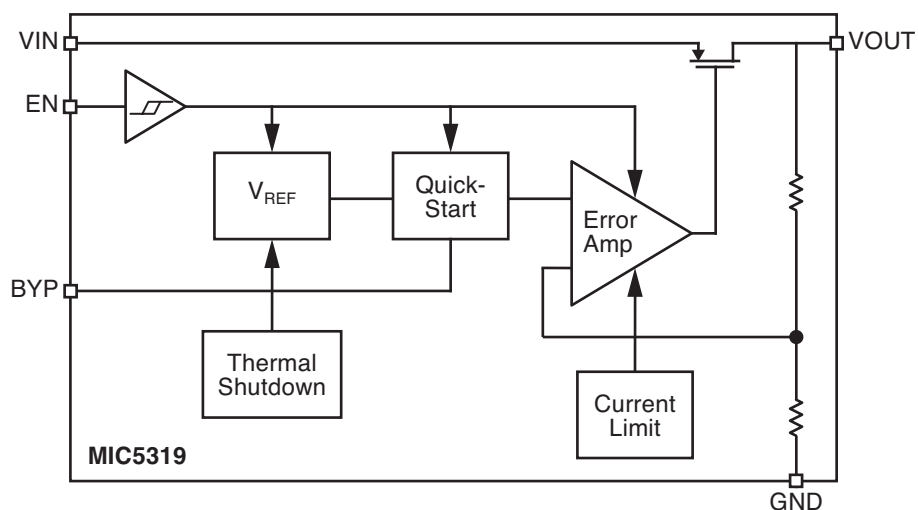 VIN
VOUT
EN
VREF
Quick-
Start
Error
Amp
BYP
Thermal
Shutdown
Current
Limit
MIC5319
GND